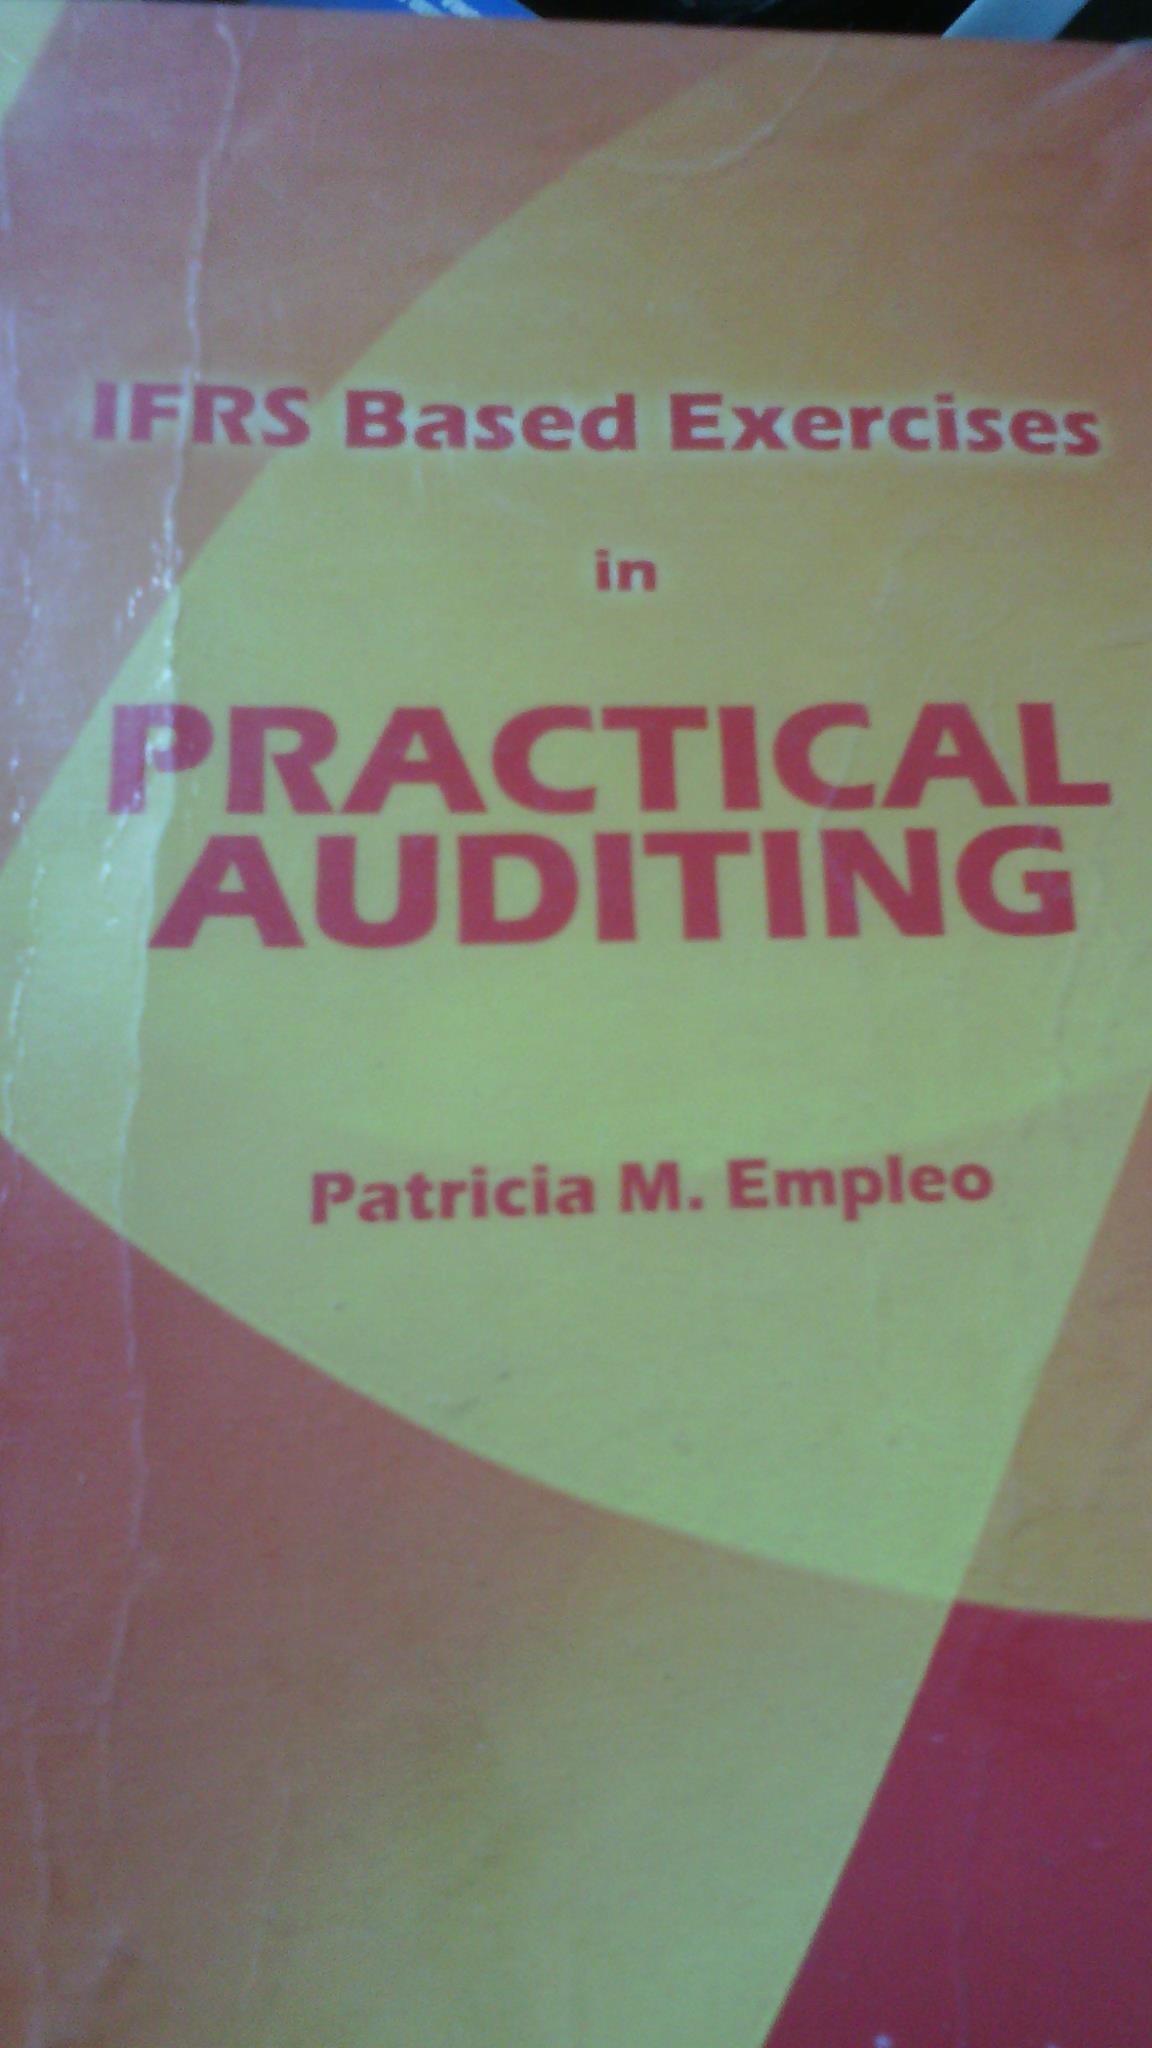 IFRS Based Exercises
in
PRACTICAL
AUDITING
Patricia M. Empleo